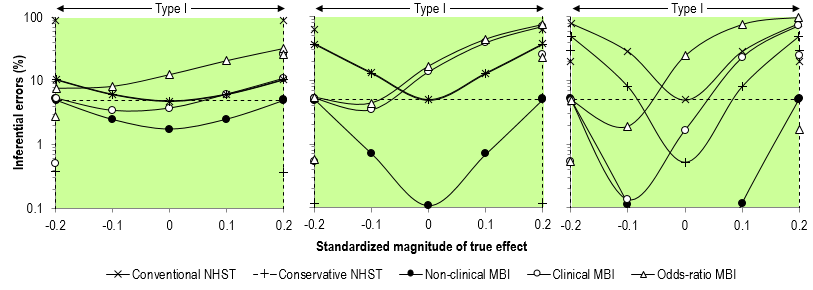 Type I
Type I
Type I
Inferential errors (%)
100
10
1
0.1
-0.2 -0.1 0 0.1 0.2
-0.2 -0.1 0 0.1 0.2
-0.2 -0.1 0 0.1 0.2
Standardized magnitude of true effect
Conventional NHST Conservative NHST Non-clinical MBI Clinical MBI Odds-ratio MBI